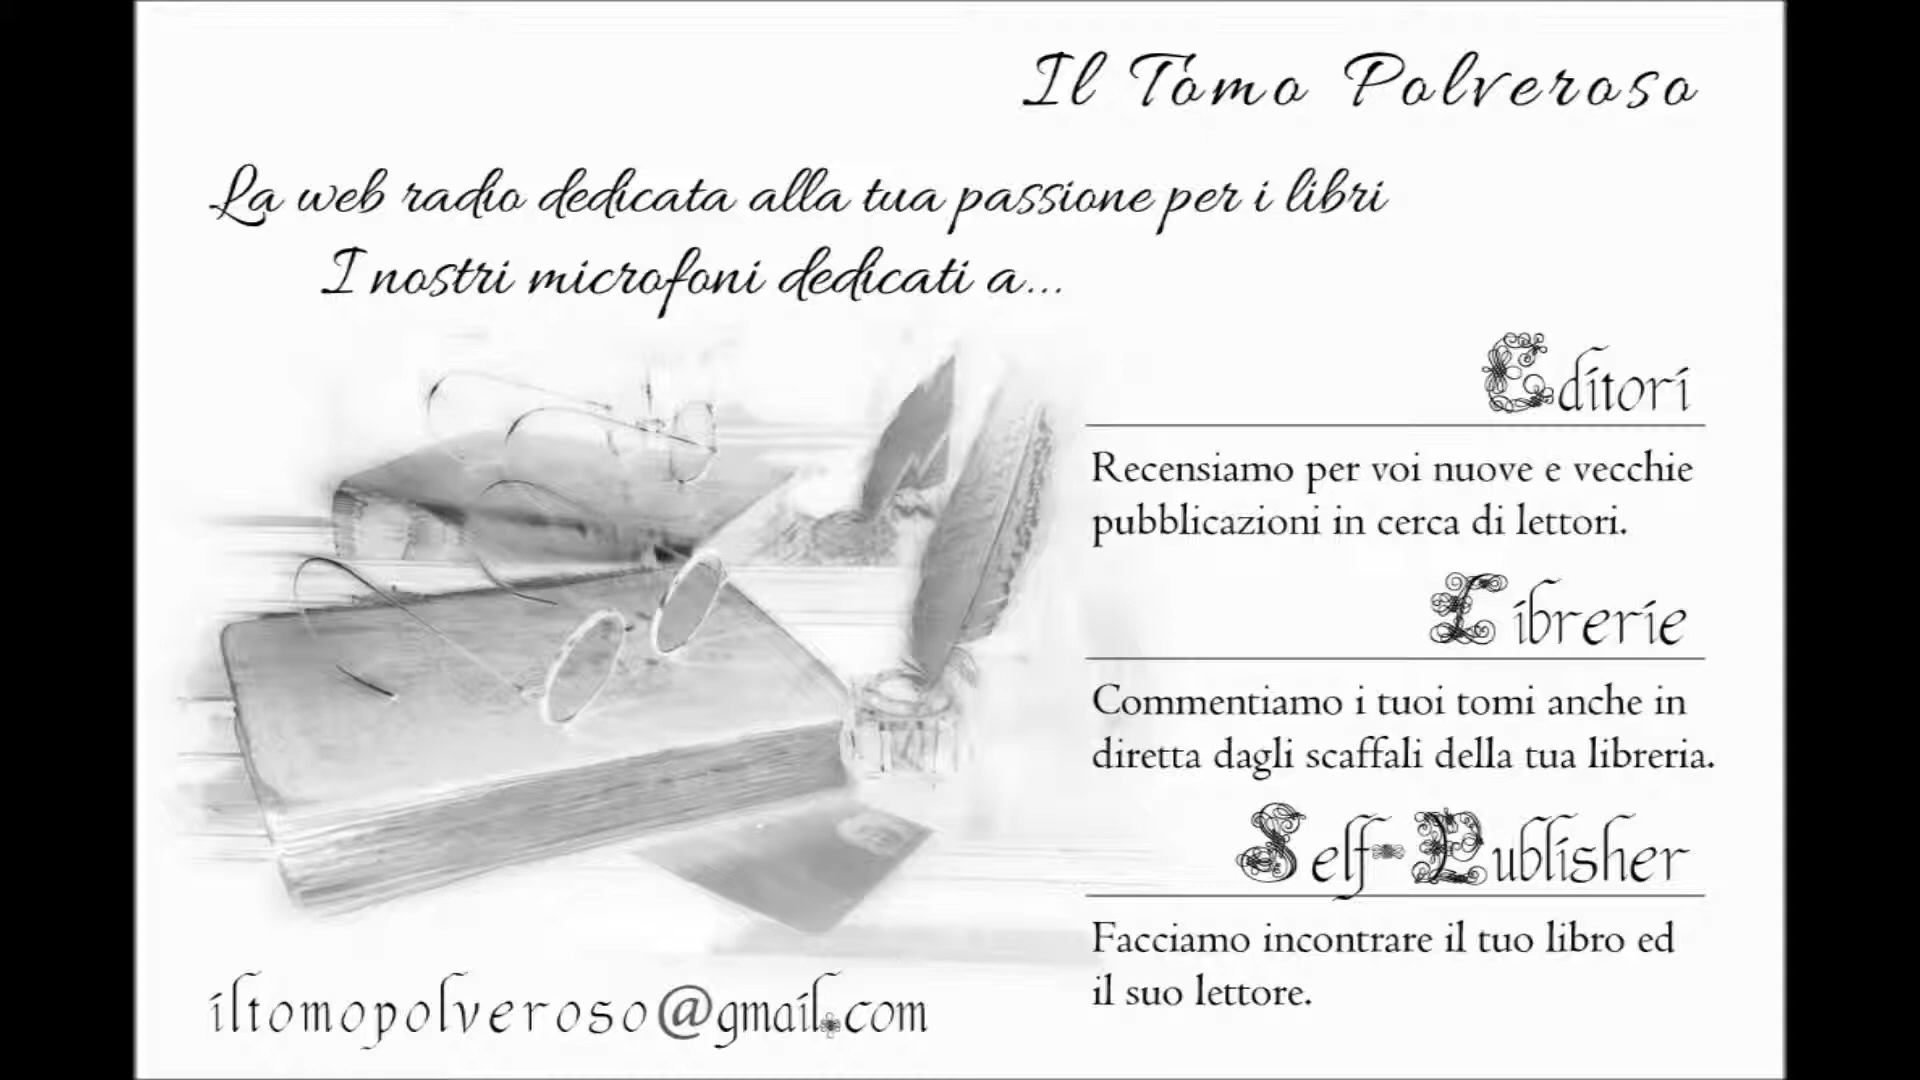 Il Tomo Polveroso
La web radio dedicata alla tua passione per i libri
I nostri microfoni dedicati a...
Editori
Recensiamo per voi nuove e vecchie
pubblicazioni in cerca di lettori.
Librerie
Commentiamo i tuoi tomi anche in
diretta dagli scaffali della tua libreria.
Self-Publisher
Facciamo incontrare il tuo libro ed
il suo lettore.
iltomopolveroso@gmail.com